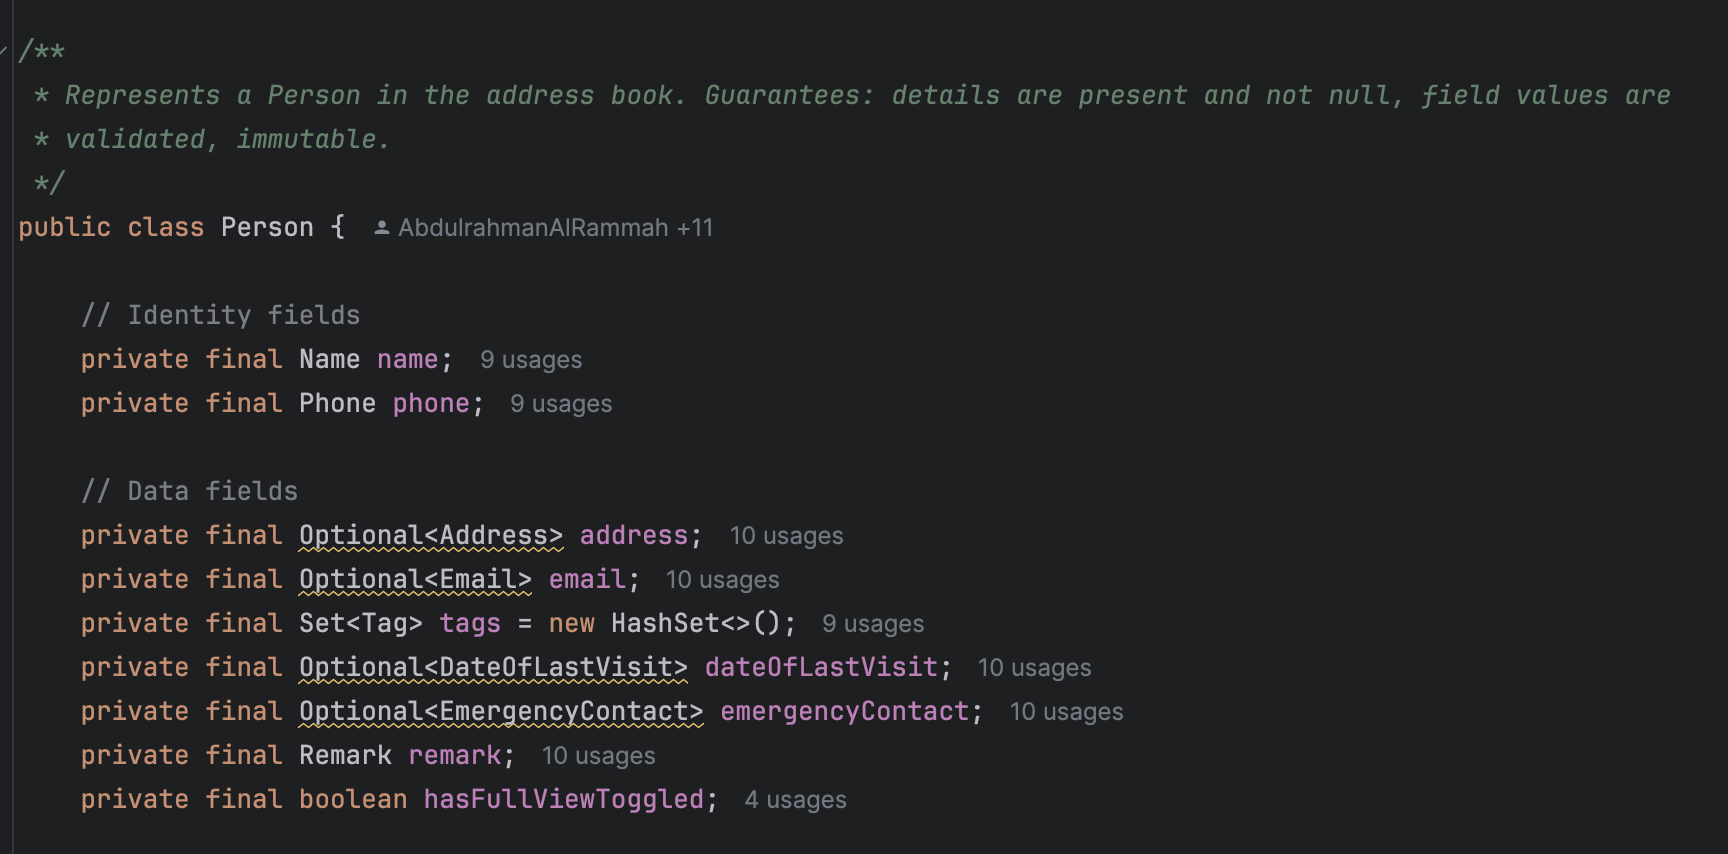 /**
* Represents a Person in the address book. Guarantees: details are present and not null, field values are
* validated, immutable.
*/
public class Person { AbdulrahmanAlRammah +11
// Identity fields
private final Name name; 9 usages
private final Phone phone; 9 usages
// Data fields
private final Optional<Address> address; 10 usages
private final Optional<Email> email; 10 usages
private final Set<Tag> tags = new HashSet<>(); 9 usages
private final Optional<DateOfLastVisit> dateOfLastVisit; 10 usages
private final Optional<EmergencyContact> emergencyContact; 10 usages
private final Remark remark; 10 usages
private final boolean hasFullViewToggled; 4 usages